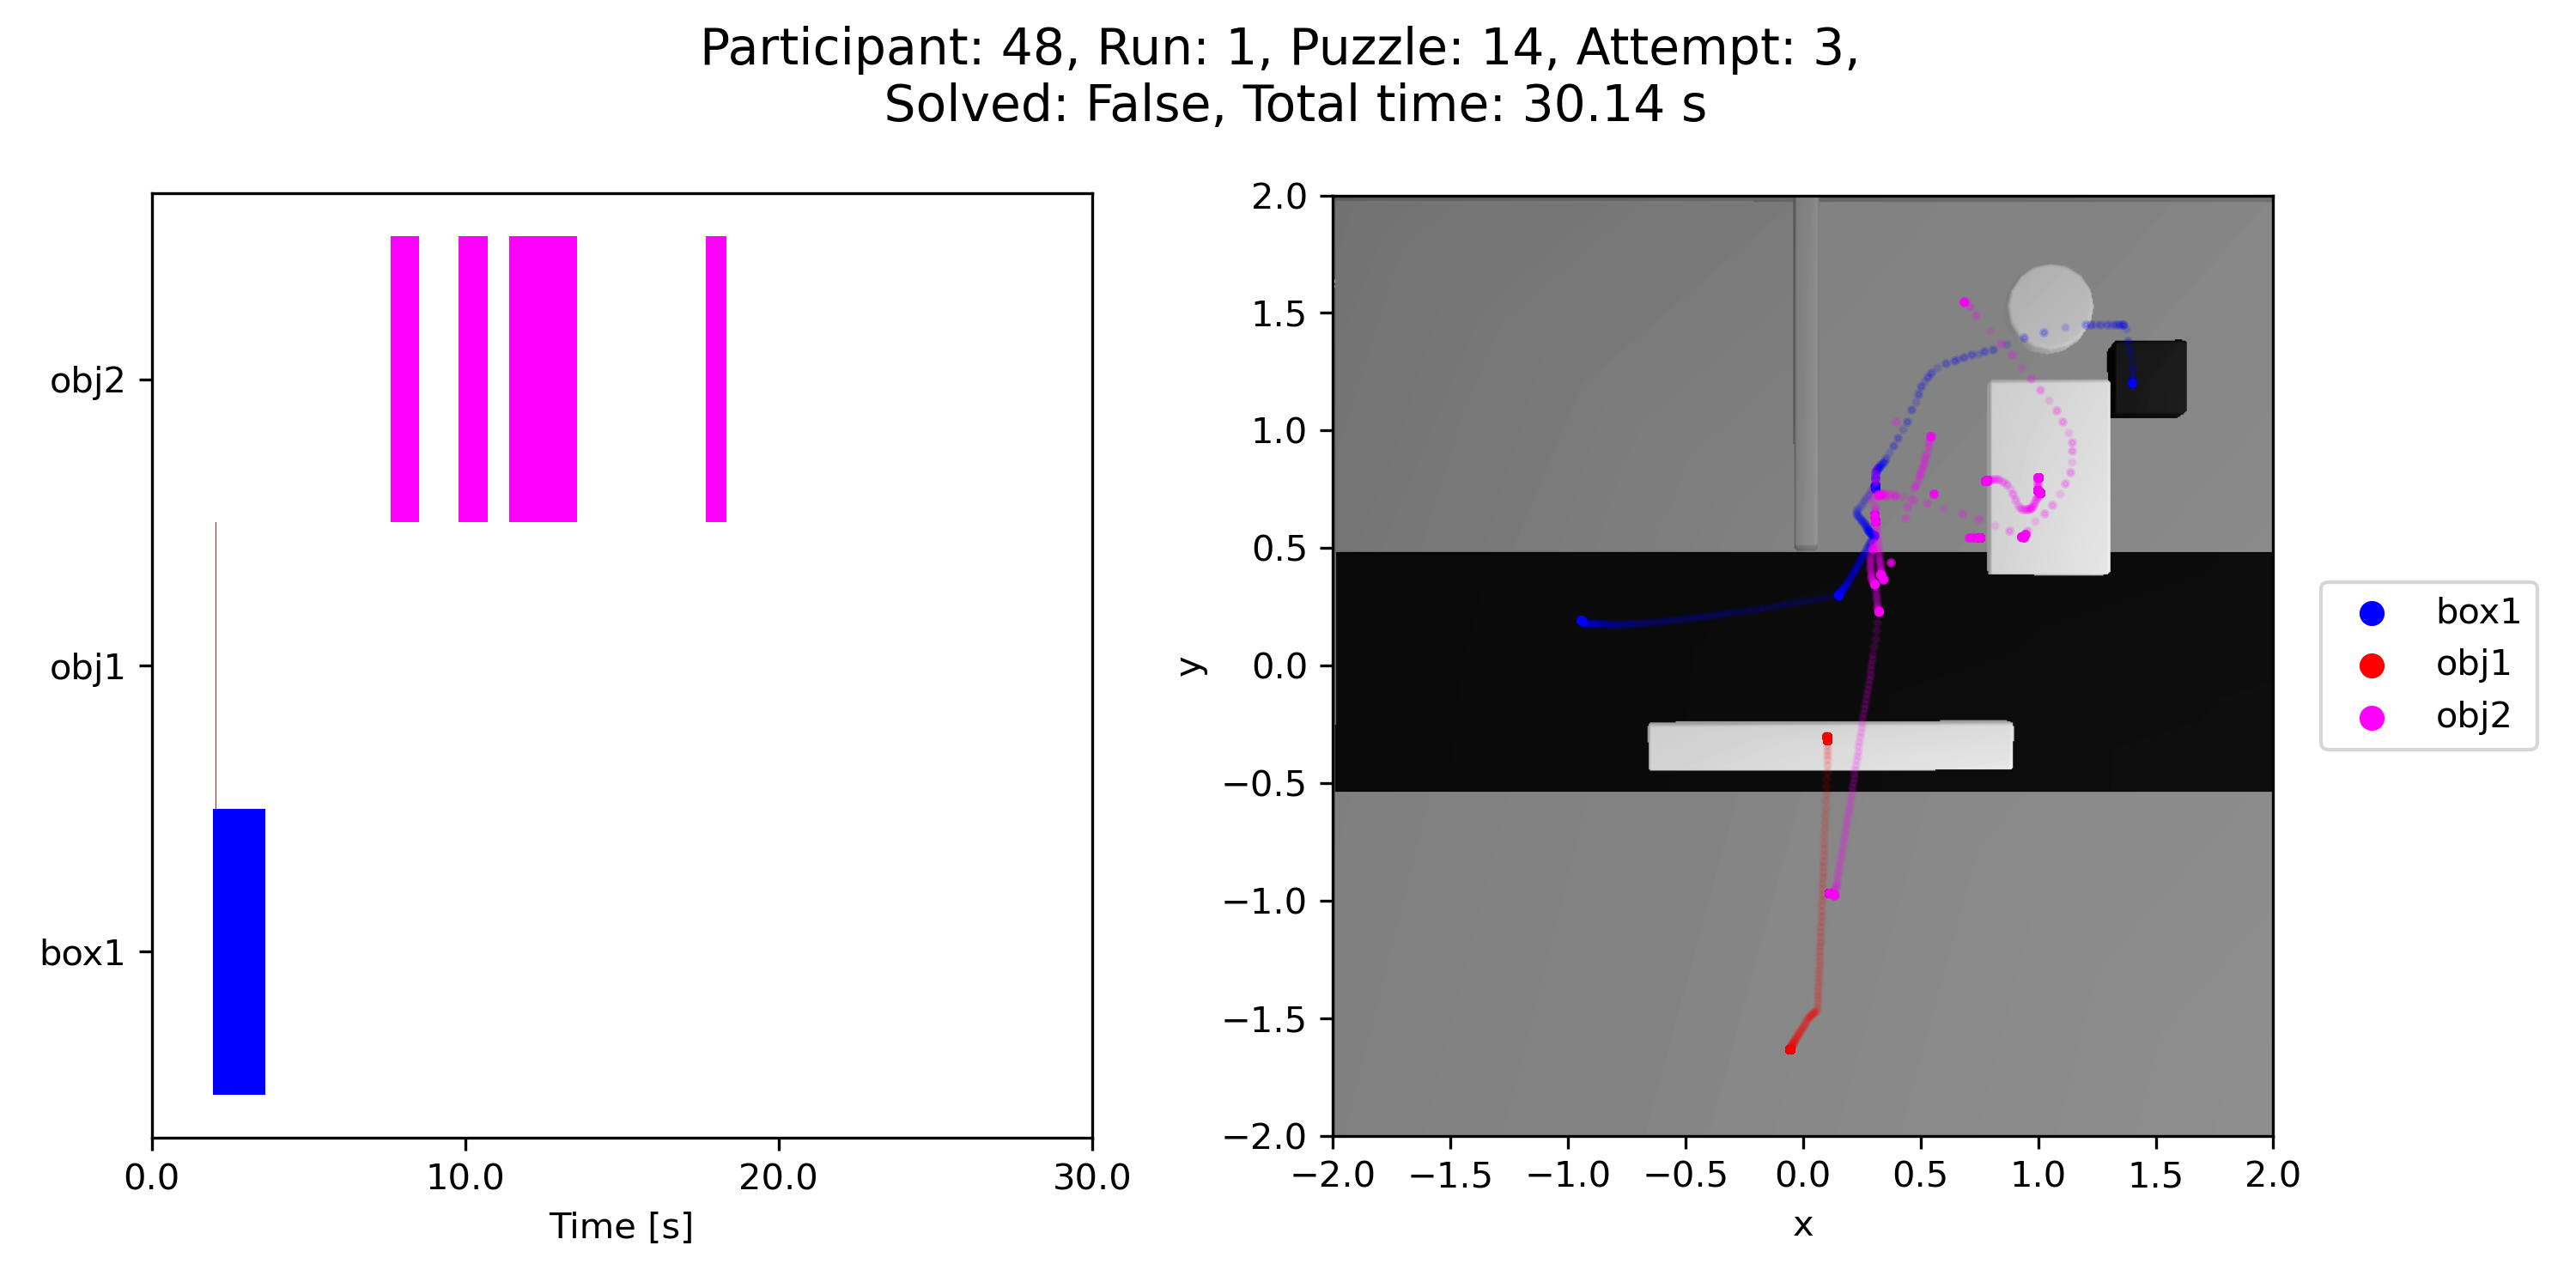 Participant: 48, Run: 1, Puzzle: 14, Attempt: 3,
Solved: False, Total time: 30.14 s
obj2
obj1
box1
0.0 10.0 20.0 30.0
Time [s]
2.0
1.5
1.0
0.5
0.0
−0.5
−1.0
−1.5
−2.0
y
−2.0 −1.5 −1.0 −0.5 0.0 0.5 1.0 1.5 2.0
x
box1
obj1
obj2